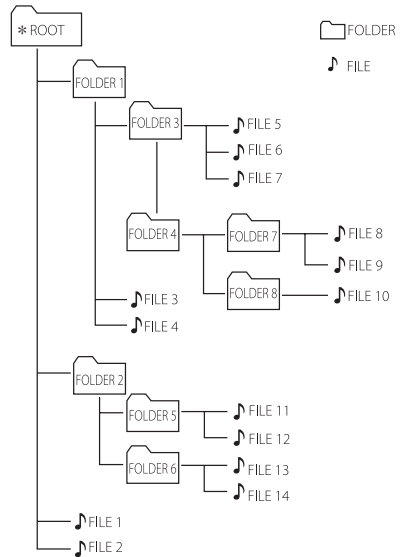 * ROOT
FOLDER
FILE
FOLDER 1
FOLDER 3
FILE 5
FILE 6
FILE 7
FOLDER 4
FOLDER 7
FILE 8
FILE 9
FOLDER 8
FILE 10
FILE 3
FILE 4
FOLDER 2
FOLDER 5
FILE 11
FILE 12
FOLDER 6
FILE 13
FILE 14
FILE 1
FILE 2